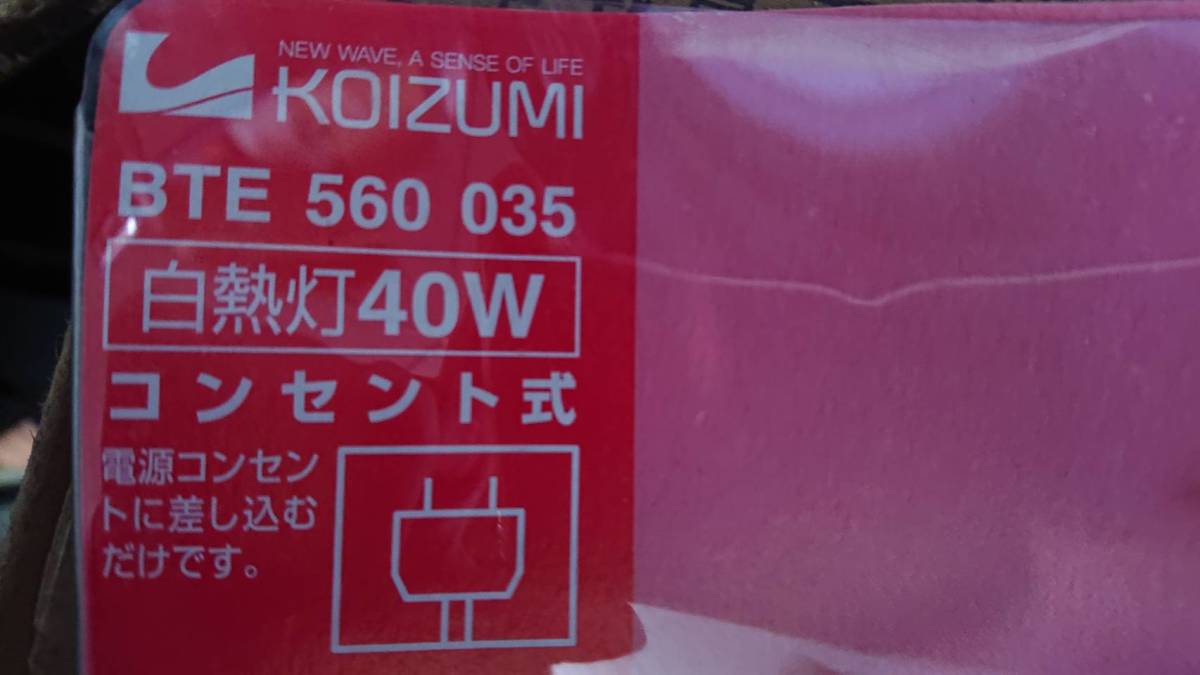 NEW WAVE, A SENSE OF LIFE
KOIZUMI
BTE 560 035
白熱灯40W
コンセント式
電源コンセン
トに差し込む
だけです。